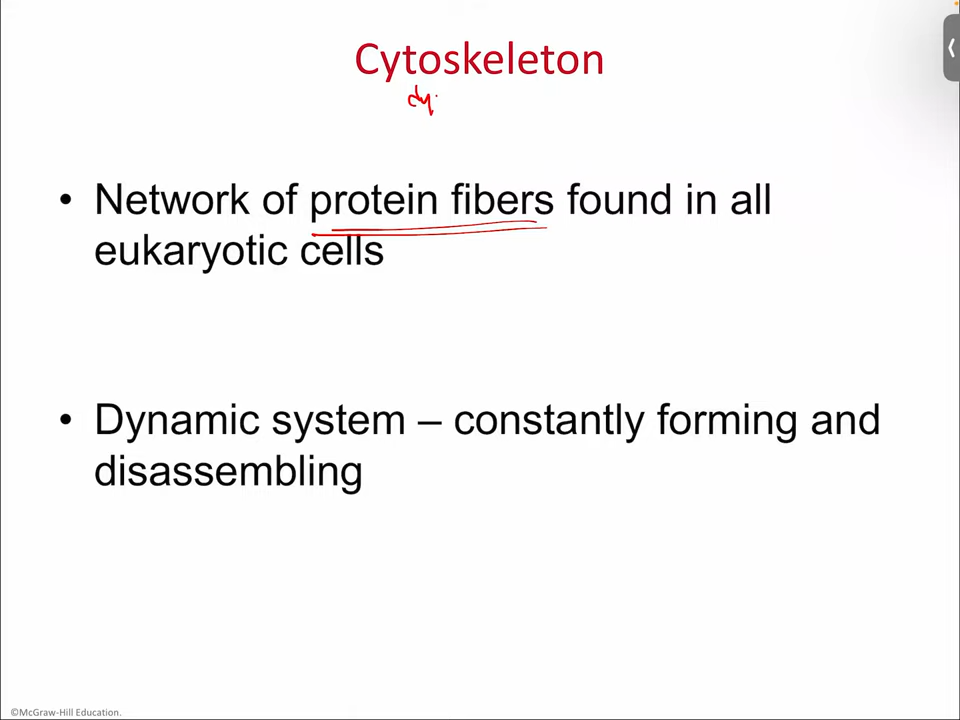 Cytoskeleton
• Network of protein fibers found in all
eukaryotic cells
• Dynamic system – constantly forming and
disassembling
©McGraw-Hill Education.